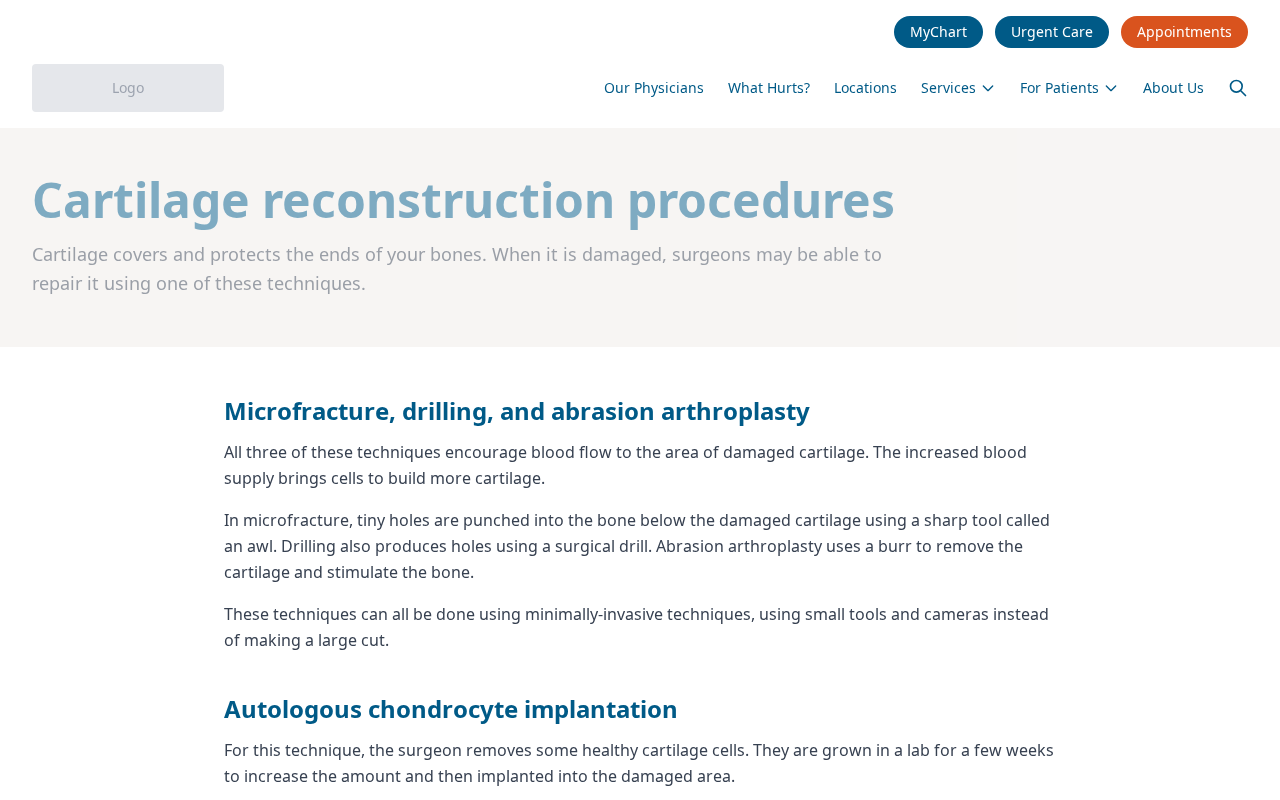 MyChart
Urgent Care
Appointments
Logo
Our Physicians
What Hurts?
Locations
Services
For Patients
About Us
Cartilage reconstruction procedures
Cartilage covers and protects the ends of your bones. When it is damaged, surgeons may be able to
repair it using one of these techniques.
Microfracture, drilling, and abrasion arthroplasty
All three of these techniques encourage blood flow to the area of damaged cartilage. The increased blood
supply brings cells to build more cartilage.
In microfracture, tiny holes are punched into the bone below the damaged cartilage using a sharp tool called
an awl. Drilling also produces holes using a surgical drill. Abrasion arthroplasty uses a burr to remove the
cartilage and stimulate the bone.
These techniques can all be done using minimally-invasive techniques, using small tools and cameras instead
of making a large cut.
Autologous chondrocyte implantation
For this technique, the surgeon removes some healthy cartilage cells. They are grown in a lab for a few weeks
to increase the amount and then implanted into the damaged area.